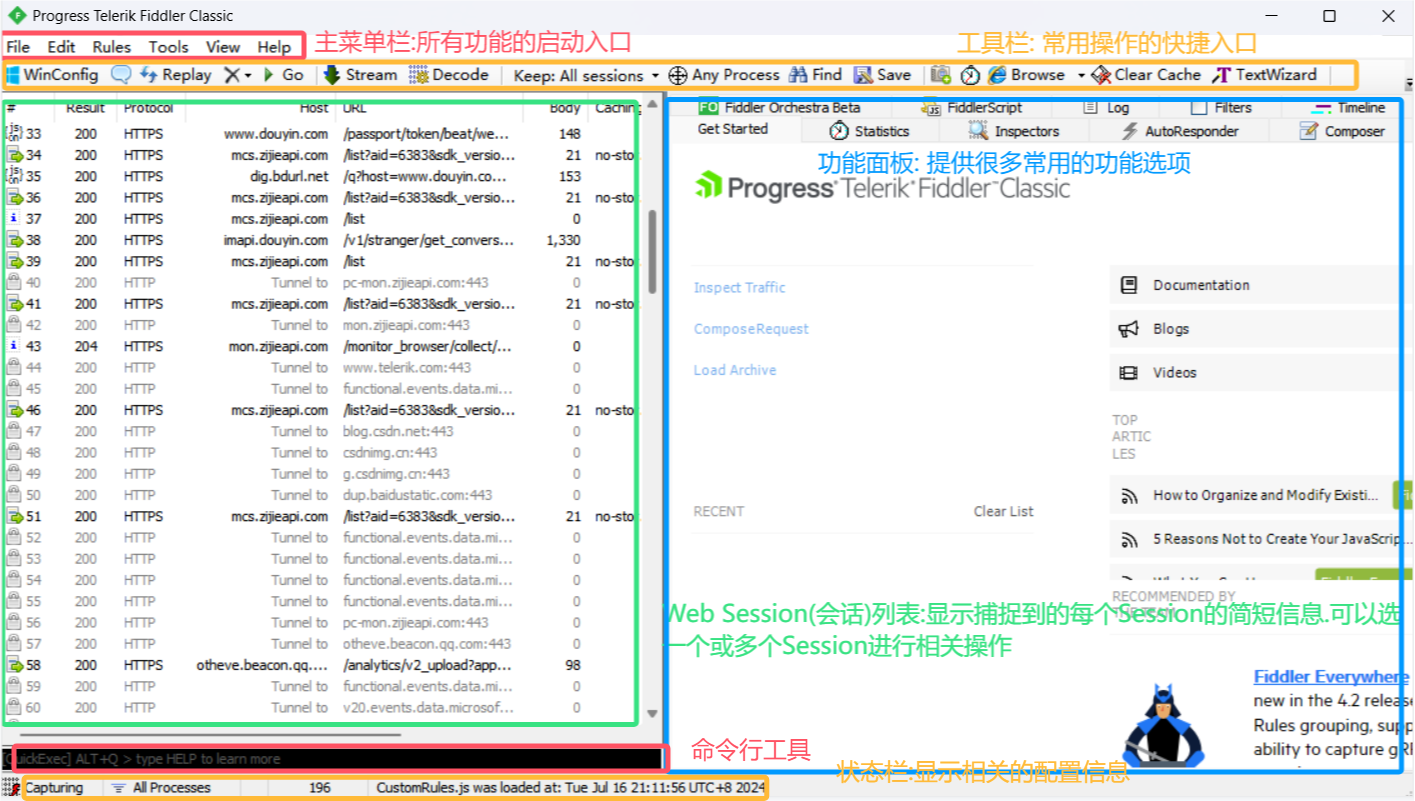 Progress Telerik Fiddler Classic
File Edit Rules Tools View Help
主菜单栏:所有功能的启动入口
工具栏: 常用操作的快捷入口
WinConfig Replay Go Stream Decode Keep: All sessions Any Process Find Save Browse Clear Cache TextWizard
# Result Protocol Host URL Body Caching
33 200 HTTPS www.douyin.com /passport/token/beat/we... 148
34 200 HTTPS mcs.zijieapi.com /list?aid=6383&sdk_versio... 21 no-sto
35 200 HTTPS dig.bdurl.net /q?host=www.douyin.co... 153
36 200 HTTPS mcs.zijieapi.com /list?aid=6383&sdk_versio... 21 no-sto
37 200 HTTPS mcs.zijieapi.com /list 0
38 200 HTTPS imapi.douyin.com /v1/stranger/get_convers... 1,330
39 200 HTTPS mcs.zijieapi.com /list 21 no-sto
40 200 HTTP Tunnel to pc-mon.zijieapi.com:443 0
41 200 HTTPS mcs.zijieapi.com /list?aid=6383&sdk_versio... 21 no-sto
42 200 HTTP Tunnel to mon.zijieapi.com:443 0
43 204 HTTPS mon.zijieapi.com /monitor_browser/collect/... 0
44 200 HTTP Tunnel to www.telerik.com:443 0
45 200 HTTP Tunnel to functional.events.data.mi... 0
46 200 HTTPS mcs.zijieapi.com /list?aid=6383&sdk_versio... 21 no-sto
47 200 HTTP Tunnel to blog.csdn.net:443 0
48 200 HTTP Tunnel to csdnimg.cn:443 0
49 200 HTTP Tunnel to g.csdnimg.cn:443 0
50 200 HTTP Tunnel to dup.baidustatic.com:443 0
51 200 HTTPS mcs.zijieapi.com /list?aid=6383&sdk_versio... 21 no-sto
52 200 HTTP Tunnel to functional.events.data.mi... 0
53 200 HTTP Tunnel to functional.events.data.mi... 0
54 200 HTTP Tunnel to functional.events.data.mi... 0
55 200 HTTP Tunnel to functional.events.data.mi... 0
56 200 HTTP Tunnel to pc-mon.zijieapi.com:443 0
57 200 HTTP Tunnel to otheve.beacon.qq.com:443 0
58 200 HTTPS otheve.beacon.qq.... /analytics/v2_upload?app... 98
59 200 HTTP Tunnel to functional.events.data.mi... 0
60 200 HTTP Tunnel to v20.events.data.microsof... 0
FO Fiddler Orchestra Beta FiddlerScript Log Filters Timeline
Get Started Statistics Inspectors AutoResponder Composer
功能面板: 提供很多常用的功能选项
Progress Telerik Fiddler Classic
Inspect Traffic
ComposeRequest
Load Archive
Documentation
Blogs
Videos
TOP
ARTIC
LES
How to Organize and Modify Existi...
5 Reasons Not to Create Your JavaScrip...
RECENT Clear List
RECOMMENDED BY
Web Session(会话)列表:显示捕捉到的每个Session的简短信息.可以选
一个或多个Session进行相关操作
Fiddler Everywhere
new in the 4.2 release
Rules grouping, supp
ability to capture gR
[QuickExec] ALT+Q > type HELP to learn more
命令行工具
状态栏:显示相关的配置信息
Capturing All Processes 196 CustomRules.js was loaded at: Tue Jul 16 21:11:56 UTC+8 2024